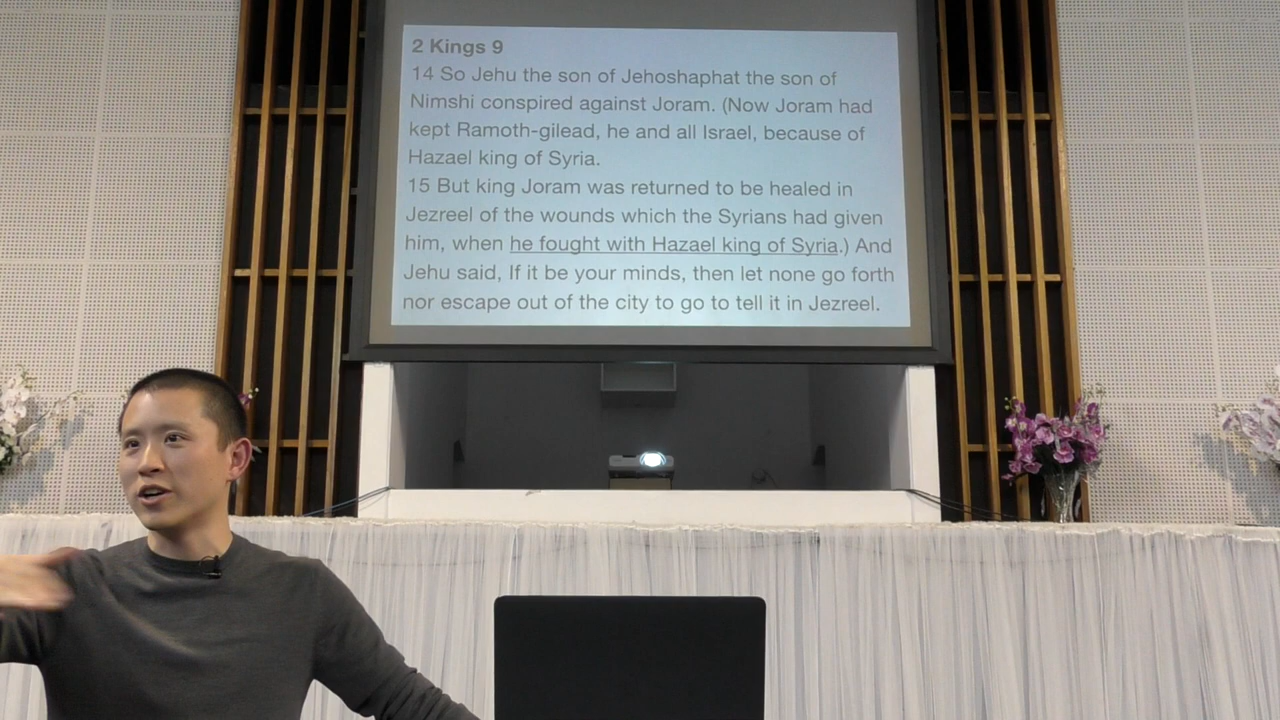 2 Kings 9
14 So Jehu the son of Jehoshaphat the son of
Nimshi conspired against Joram. (Now Joram had
kept Ramoth-gilead, he and all Israel, because of
Hazael king of Syria.
15 But king Joram was returned to be healed in
Jezreel of the wounds which the Syrians had given
him, when he fought with Hazael king of Syria.) And
Jehu said, If it be your minds, then let none go forth
nor escape out of the city to go to tell it in Jezreel.